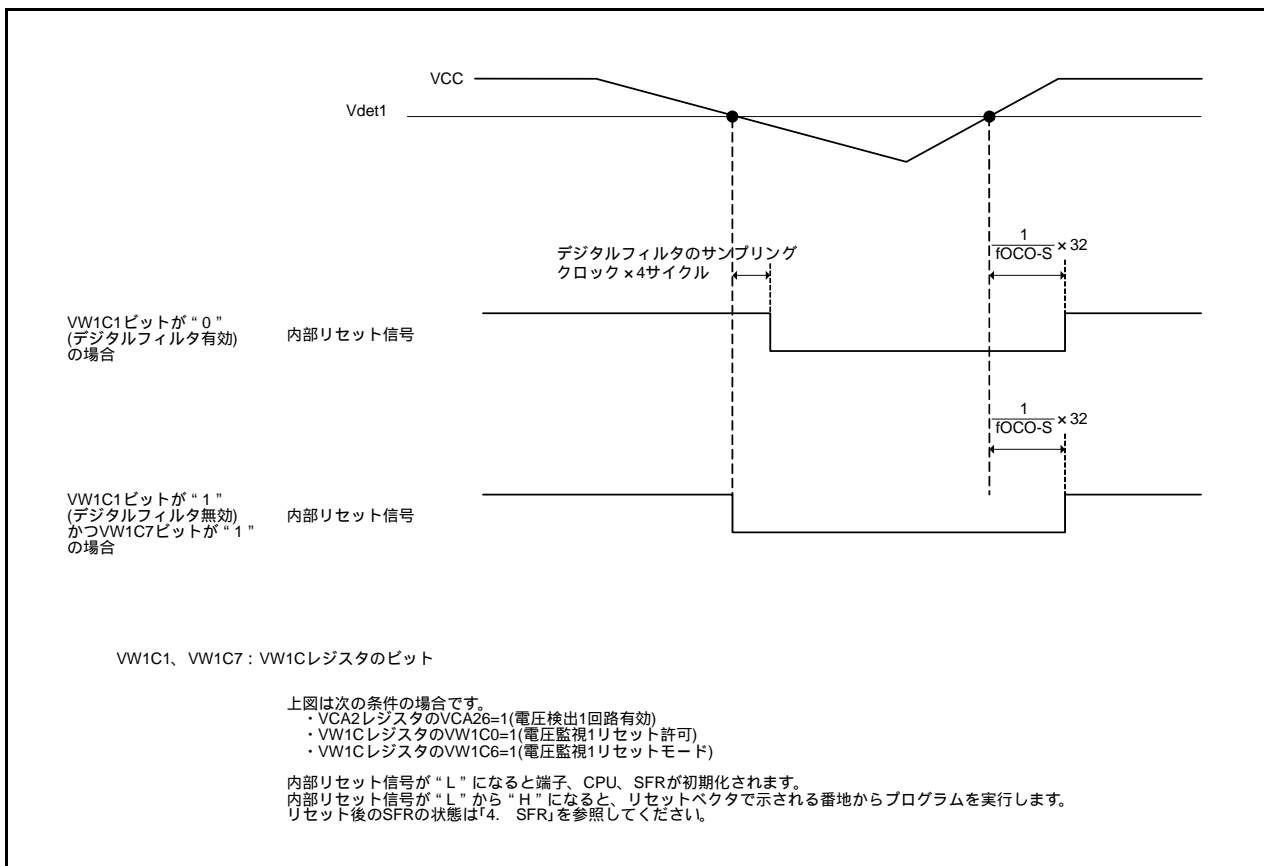 VCC
Vdet1
デジタルフィルタのサンプリング
クロック×4サイクル
1
fOCO-S
×32
VW1C1ビットが“0”
(デジタルフィルタ有効)
の場合
内部リセット信号
1
fOCO-S
×32
VW1C1ビットが“1”
(デジタルフィルタ無効)
かつVW1C7ビットが“1”
の場合
内部リセット信号
VW1C1、VW1C7：VW1Cレジスタのビット
上図は次の条件の場合です。
・VCA2レジスタのVCA26=1(電圧検出1回路有効)
・VW1CレジスタのVW1C0=1(電圧監視1リセット許可)
・VW1CレジスタのVW1C6=1(電圧監視1リセットモード)
内部リセット信号が“L”になると端子、CPU、SFRが初期化されます。
内部リセット信号が“L”から“H”になると、リセットベクタで示される番地からプログラムを実行します。
リセット後のSFRの状態は「4. SFR」を参照してください。